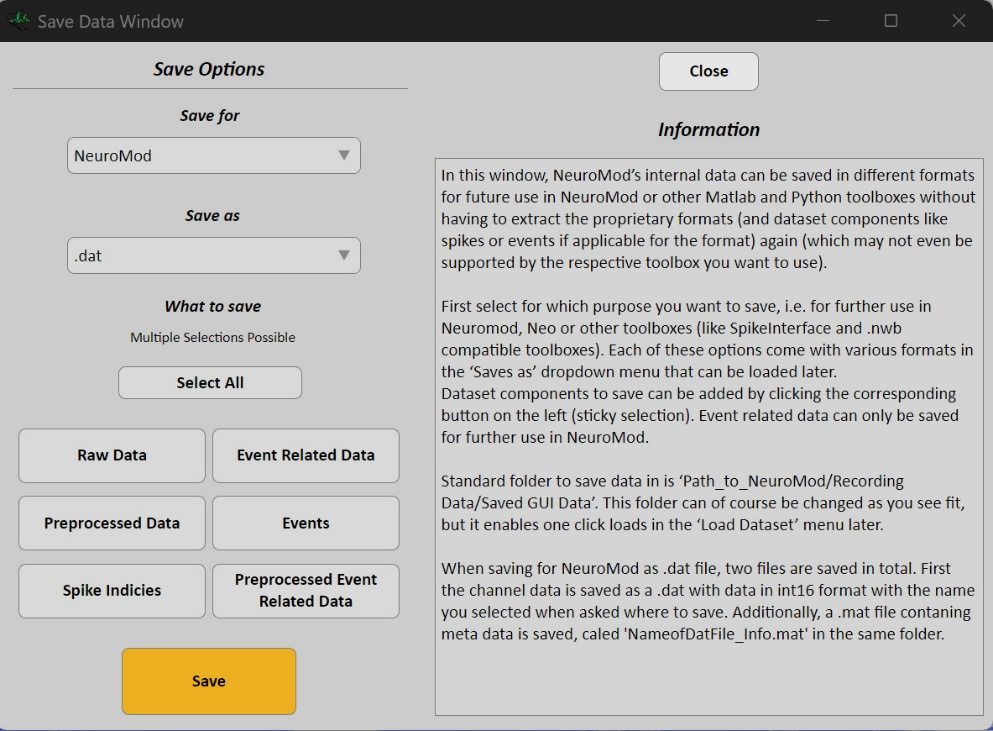 Save Data Window
Save Options
Save for
NeuroMod
Save as
.dat
What to save
Multiple Selections Possible
Select All
Raw Data
Event Related Data
Preprocessed Data
Events
Spike Indicies
Preprocessed Event
Related Data
Save
Close
Information
In this window, NeuroMod’s internal data can be saved in different formats
for future use in NeuroMod or other Matlab and Python toolboxes without
having to extract the proprietary formats (and dataset components like
spikes or events if applicable for the format) again (which may not even be
supported by the respective toolbox you want to use).
First select for which purpose you want to save, i.e. for further use in
Neuromod, Neo or other toolboxes (like SpikeInterface and .nwb
compatible toolboxes). Each of these options come with various formats in
the ‘Saves as’ dropdown menu that can be loaded later.
Dataset components to save can be added by clicking the corresponding
button on the left (sticky selection). Event related data can only be saved
for further use in NeuroMod.
Standard folder to save data in is ‘Path_to_NeuroMod/Recording
Data/Saved GUI Data’. This folder can of course be changed as you see fit,
but it enables one click loads in the ‘Load Dataset’ menu later.
When saving for NeuroMod as .dat file, two files are saved in total. First
the channel data is saved as a .dat with data in int16 format with the name
you selected when asked where to save. Additionally, a .mat file contaning
meta data is saved, caled 'NameofDatFile_Info.mat' in the same folder.